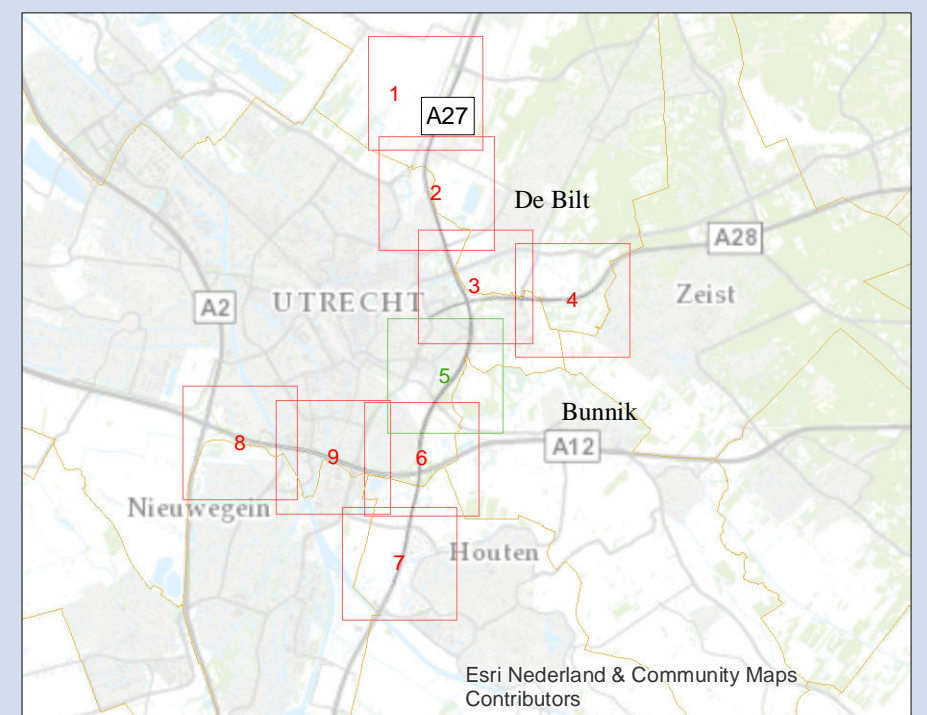 1
A27
2
De Bilt
A28
3
4
Zeist
A2
UTRECHT
5
Bunnik
8
9
6
A12
Nieuwegein
Houten
7
Esri Nederland & Community Maps
Contributors